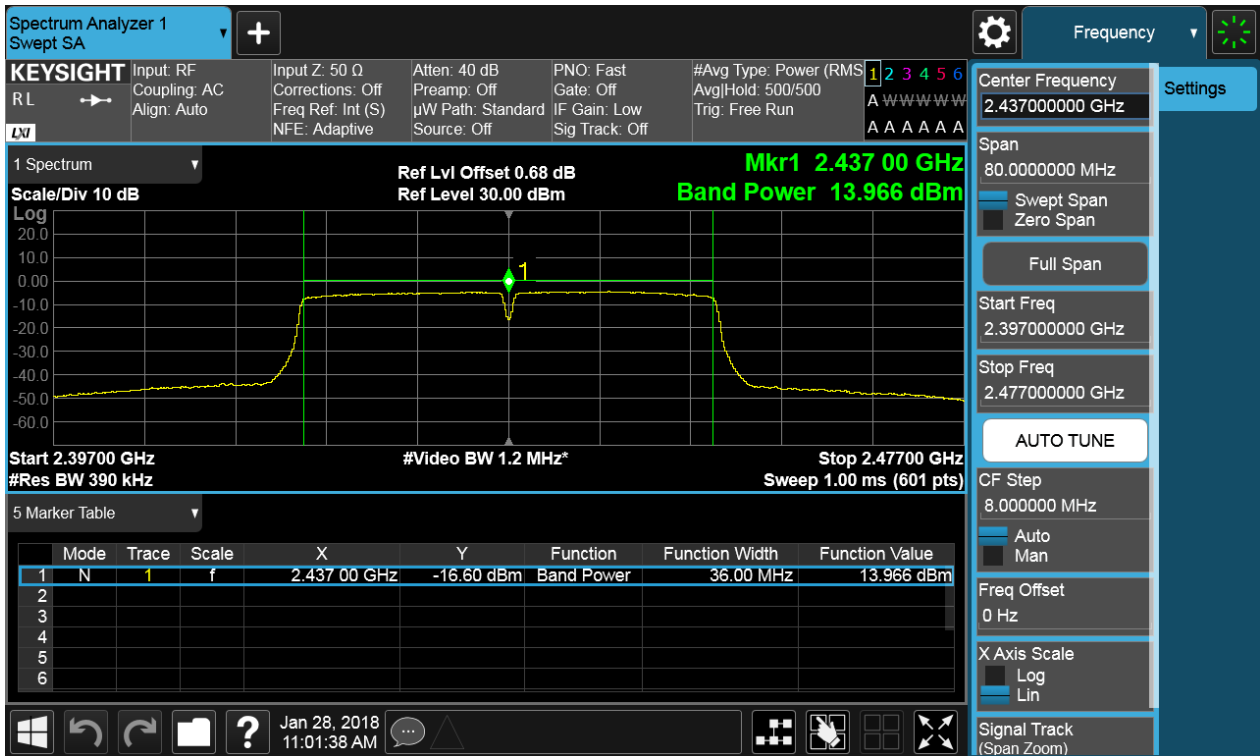 Spectrum Analyzer 1
Swept SA
Frequency
KEYSIGHT
RL
LXI
Input: RF
Coupling: AC
Align: Auto
Input Z: 50 Ω
Corrections: Off
Freq Ref: Int (S)
NFE: Adaptive
Atten: 40 dB
Preamp: Off
µW Path: Standard
Source: Off
PNO: Fast
Gate: Off
IF Gain: Low
Sig Track: Off
#Avg Type: Power (RMS
Avg|Hold: 500/500
Trig: Free Run
1 2 3 4 5 6
A W W W W W
A A A A A A
1 Spectrum
Scale/Div 10 dB
Ref Lvl Offset 0.68 dB
Ref Level 30.00 dBm
Mkr1 2.437 00 GHz
Band Power 13.966 dBm
Log
20.0
10.0
0.00
-10.0
-20.0
-30.0
-40.0
-50.0
-60.0
1
Start 2.39700 GHz
#Res BW 390 kHz
#Video BW 1.2 MHz*
Stop 2.47700 GHz
Sweep 1.00 ms (601 pts)
5 Marker Table
Mode Trace Scale X Y Function Function Width Function Value
1 N 1 f 2.437 00 GHz -16.60 dBm Band Power 36.00 MHz 13.966 dBm
2
3
4
5
6
Jan 28, 2018
11:01:38 AM
Settings
Center Frequency
2.437000000 GHz
Span
80.0000000 MHz
Swept Span
Zero Span
Full Span
Start Freq
2.397000000 GHz
Stop Freq
2.477000000 GHz
AUTO TUNE
CF Step
8.000000 MHz
Auto
Man
Freq Offset
0 Hz
X Axis Scale
Log
Lin
Signal Track
(Span Zoom)